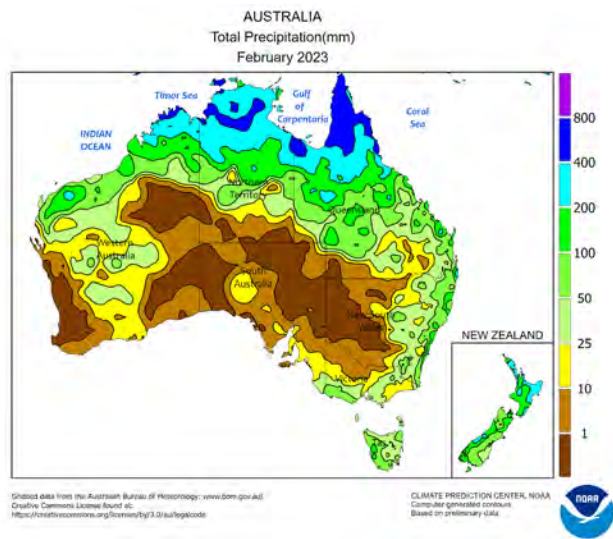 AUSTRALIA
Total Precipitation(mm)
February 2023
Timor Sea
Gulf
of
Carpentaria
Coral
Sea
INDIAN
OCEAN
Northern
Territory
Queensland
Western
Australia
South
Australia
New South
Wales
Victoria
NEW ZEALAND
800
400
200
100
50
25
10
1
Gridded data from the Australian Bureau of Meteorology: www.bom.gov.au/
Creative Commons License found at:
https://creativecommons.org/licenses/by/3.0/au/legalcode
CLIMATE PREDICTION CENTER, NOAA
Computer generated contours
Based on preliminary data
NOAA